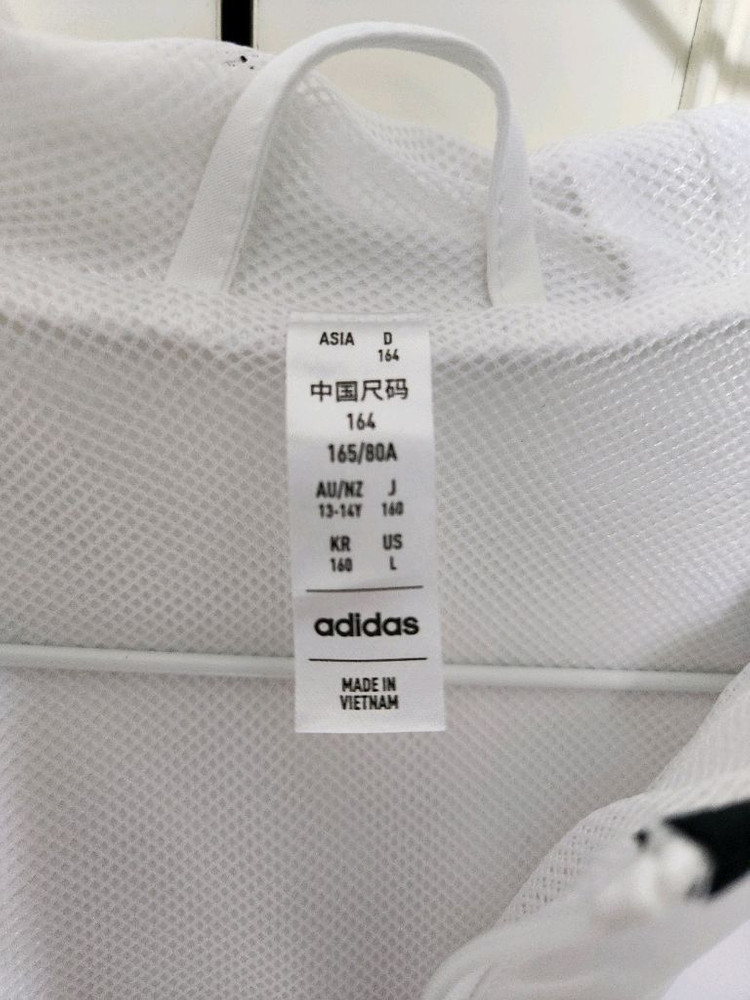 ASIA D
164
中国尺码
164
165/80A
AU/NZ J
13-14Y 160
KR US
160 L
adidas
MADE IN
VIETNAM